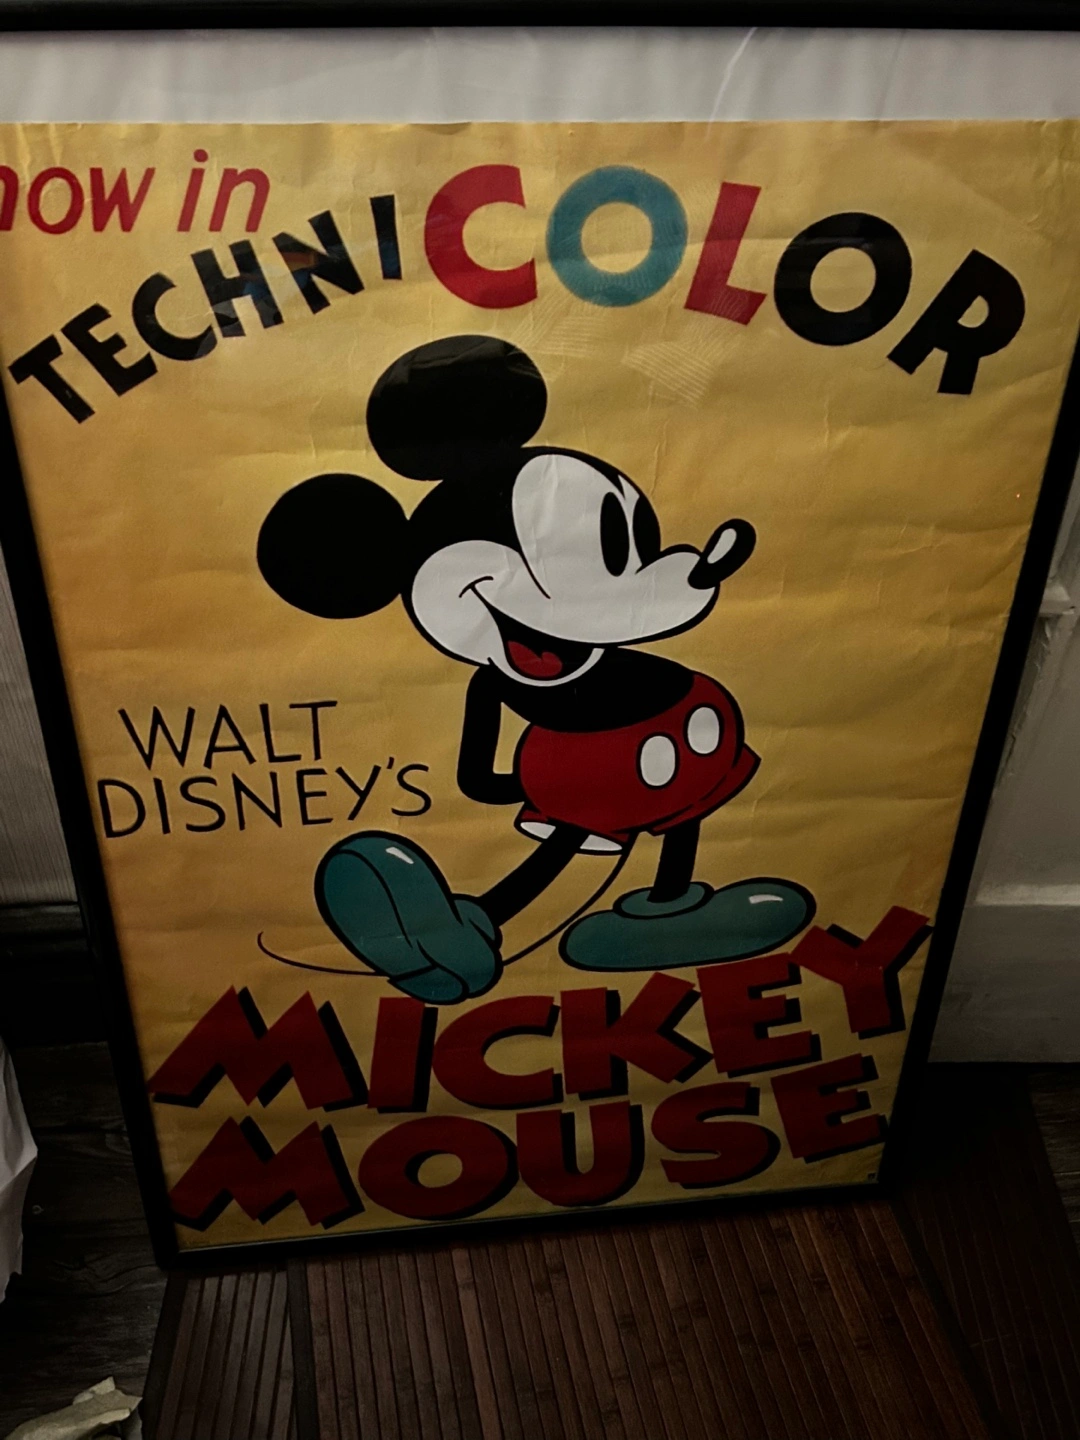 now in
TECHNICOLOR
WALT
DISNEY'S
MICKEY
MOUSE